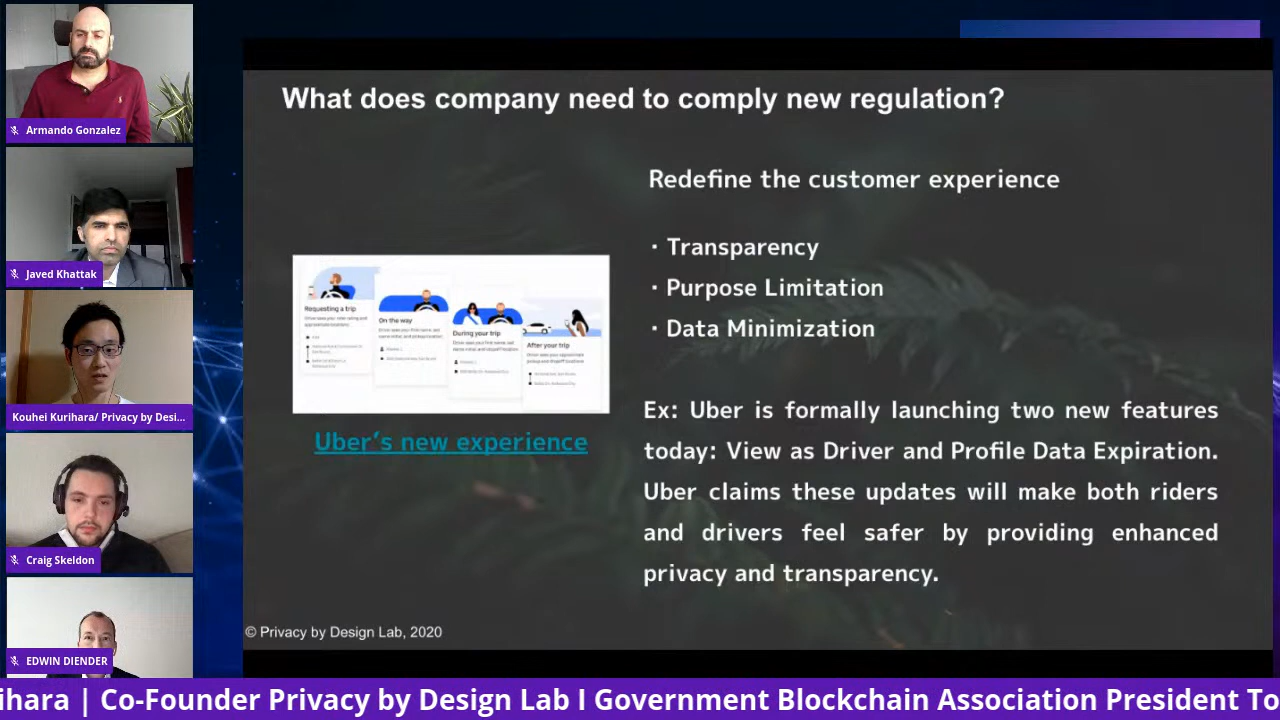 Armando Gonzalez
Javed Khattak
Kouhei Kurihara/ Privacy by Desi...
Craig Skeldon
EDWIN DIENDER
What does company need to comply new regulation?
Redefine the customer experience
・Transparency
・Purpose Limitation
・Data Minimization
Requesting a trip
On the way
During your trip
After your trip
Uber's new experience
Ex: Uber is formally launching two new features
today: View as Driver and Profile Data Expiration.
Uber claims these updates will make both riders
and drivers feel safer by providing enhanced
privacy and transparency.
© Privacy by Design Lab, 2020
ihara | Co-Founder Privacy by Design Lab I Government Blockchain Association President To